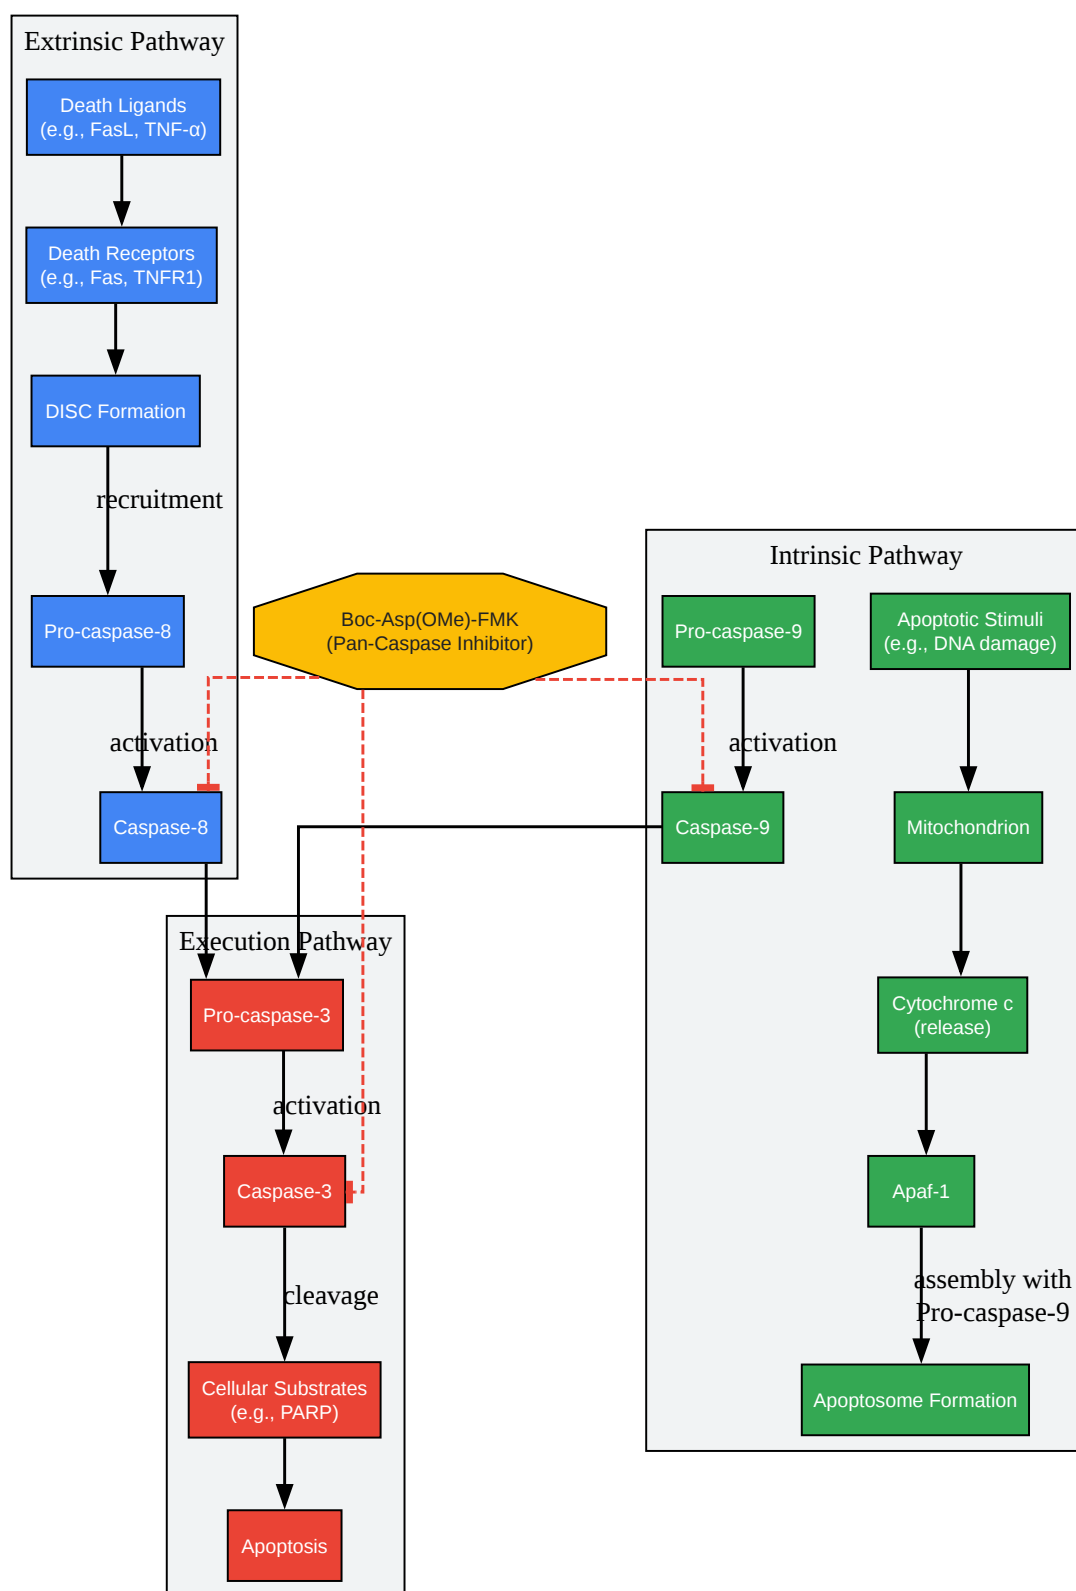 Extrinsic Pathway
Death Ligands
(e.g., FasL, TNF-α)
Death Receptors
(e.g., Fas, TNFR1)
DISC Formation
recruitment
Pro-caspase-8
activation
Caspase-8
Boc-Asp(OMe)-FMK
(Pan-Caspase Inhibitor)
Intrinsic Pathway
Pro-caspase-9
Apoptotic Stimuli
(e.g., DNA damage)
activation
Caspase-9
Mitochondrion
Cytochrome c
(release)
Apaf-1
assembly with
Pro-caspase-9
Apoptosome Formation
Execution Pathway
Pro-caspase-3
activation
Caspase-3
cleavage
Cellular Substrates
(e.g., PARP)
Apoptosis